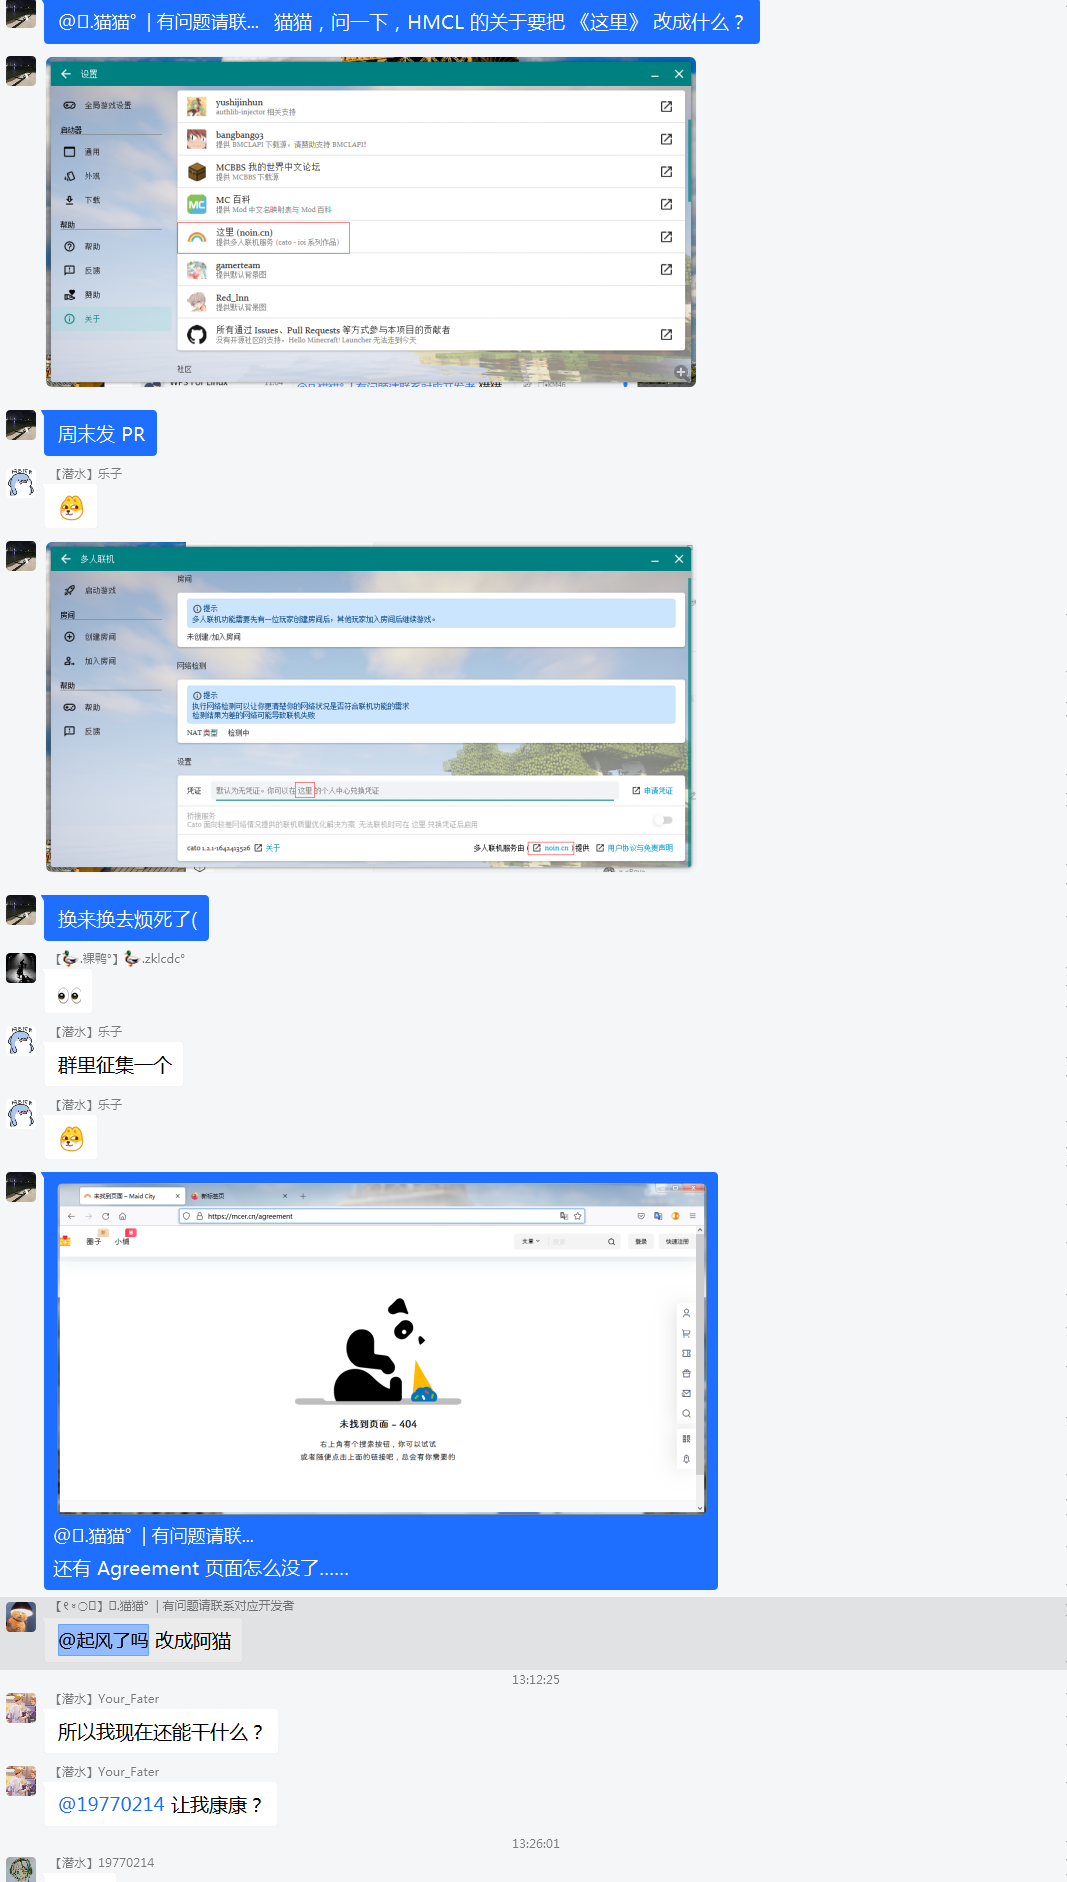 @.猫猫° | 有问题请联... 猫猫，问一下，HMCL 的关于要把 《这里》 改成什么？
设置
全局游戏设置
启动器
通用
外观
下载
帮助
帮助
反馈
赞助
关于
yushijinhun
authlib-injector 相关支持
bangbang93
提供 BMCLAPI 下载源，请赞助支持 BMCLAPI!
MCBBS 我的世界中文论坛
提供 MCBBS 下载源
MC 百科
提供 Mod 中文名映射表与 Mod 百科
这里 (noin.cn)
提供多人联机服务 (cato - ioi 系列作品)
gamerteam
提供默认背景图
Red_lnn
提供默认背景图
所有通过 Issues、Pull Requests 等方式参与本项目的贡献者
没有开源社区的支持，Hello Minecraft! Launcher 无法走到今天
社区
周末发 PR
【潜水】乐子
多人联机
启动游戏
房间
创建房间
加入房间
帮助
帮助
反馈
房间
提示
多人联机功能需要先有一位玩家创建房间后，其他玩家加入房间后继续游戏。
未创建/加入房间
网络检测
提示
执行网络检测可以让你更清楚你的网络状况是否符合联机功能的需求
检测结果为差的网络可能导致联机失败
NAT 类型 检测中
设置
凭证 默认为无凭证。你可以在 这里 的个人中心兑换凭证 申请凭证
桥接服务
Cato 面向较差网络情况提供的联机质量优化解决方案 无法联机时可在 这里 兑换凭证后启用
cato 1.2.1-1642413526 关于 多人联机服务由 ( noin.cn ) 提供 用户协议与免责声明
换来换去烦死了(
【🦆.裸鸭°】🦆.zklcdc°
【潜水】乐子
群里征集一个
【潜水】乐子
未找到页面 – Maid City 新标签页
https://mcer.cn/agreement
圈子 小铺 文章 登录 快速注册
未找到页面 - 404
右上角有个搜索按钮，你可以试试
或者随便点击上面的链接吧，总会有你需要的
@.猫猫° | 有问题请联...
还有 Agreement 页面怎么没了......
.猫猫° | 有问题请联系对应开发者
@起风了吗 改成阿猫
13:12:25
【潜水】Your_Fater
所以我现在还能干什么？
【潜水】Your_Fater
@19770214 让我康康？
13:26:01
【潜水】19770214